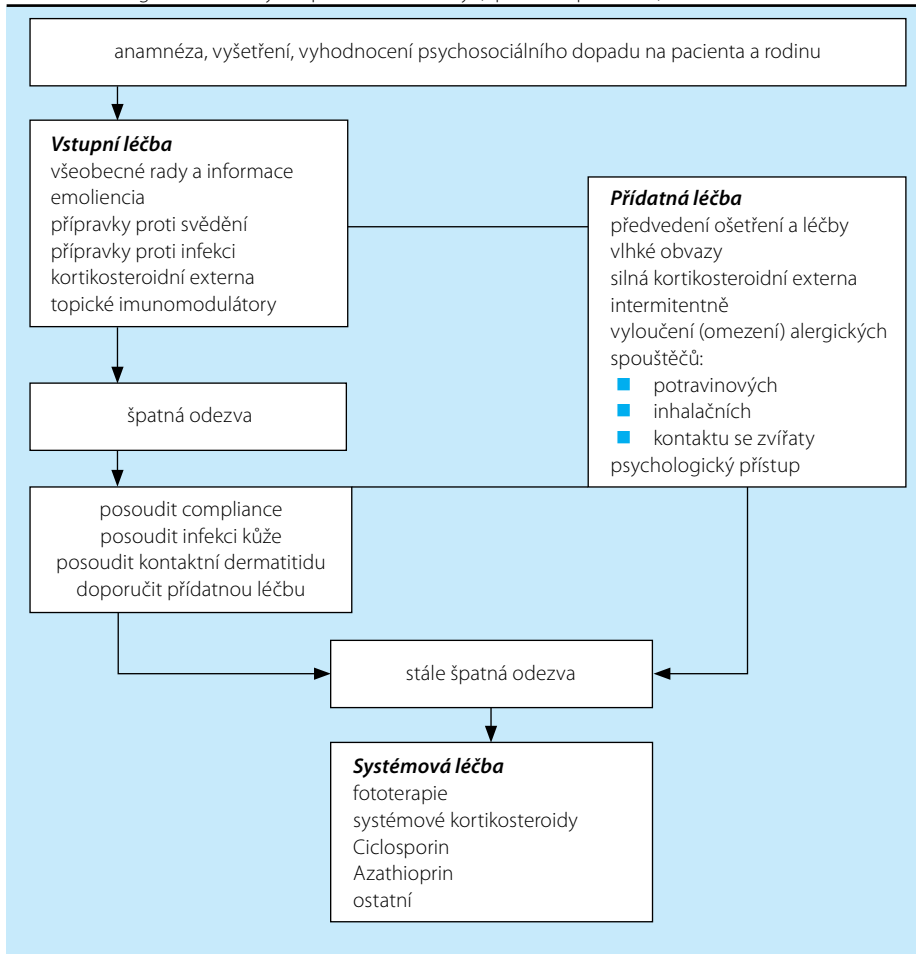 anamnéza, vyšetření, vyhodnocení psychosociálního dopadu na pacienta a rodinu
Vstupní léčba
všeobecné rady a informace
emoliencia
přípravky proti svědění
přípravky proti infekci
kortikosteroidní externa
topické imunomodulátory
Přídatná léčba
předvedení ošetření a léčby
vlhké obvazy
silná kortikosteroidní externa
intermitentně
vyloučení (omezení) alergických
spouštěčů:
potravinových
inhalačních
kontaktu se zvířaty
psychologický přístup
špatná odezva
posoudit compliance
posoudit infekci kůže
posoudit kontaktní dermatitidu
doporučit přídatnou léčbu
stále špatná odezva
Systémová léčba
fototerapie
systémové kortikosteroidy
Ciclosporin
Azathioprin
ostatní